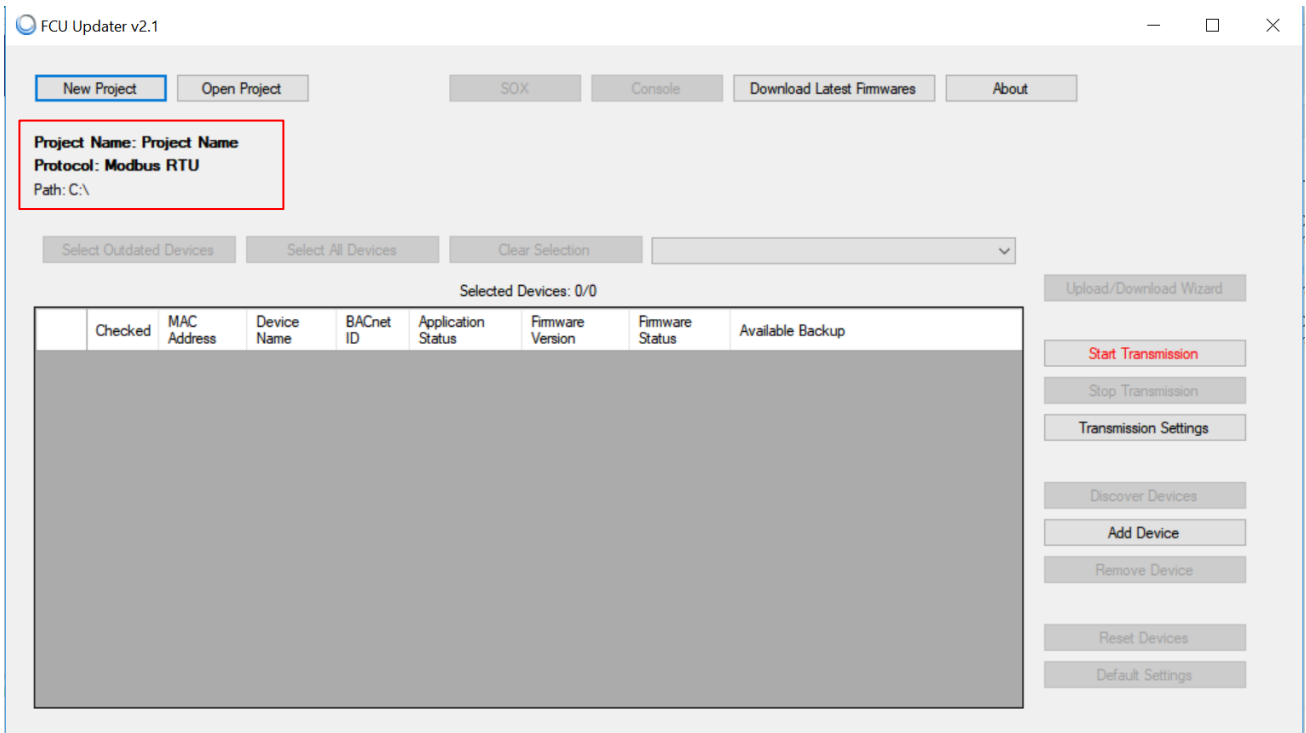 FCU Updater v2.1
New Project Open Project SOX Console Download Latest Firmwares About
Project Name: Project Name
Protocol: Modbus RTU
Path: C:\
Select Outdated Devices Select All Devices Clear Selection
Selected Devices: 0/0
Upload/Download Wizard
Checked MAC Address Device Name BACnet ID Application Status Firmware Version Firmware Status Available Backup
Start Transmission
Stop Transmission
Transmission Settings
Discover Devices
Add Device
Remove Device
Reset Devices
Default Settings